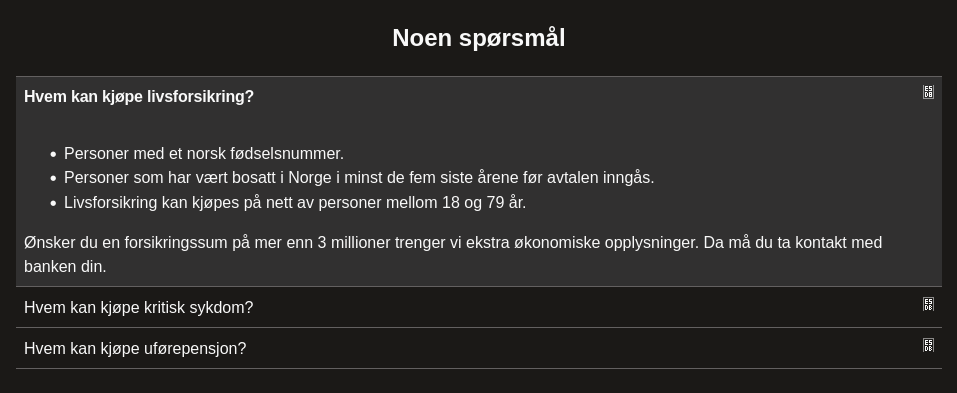 Noen spørsmål
Hvem kan kjøpe livsforsikring?
• Personer med et norsk fødselsnummer.
• Personer som har vært bosatt i Norge i minst de fem siste årene før avtalen inngås.
• Livsforsikring kan kjøpes på nett av personer mellom 18 og 79 år.
Ønsker du en forsikringssum på mer enn 3 millioner trenger vi ekstra økonomiske opplysninger. Da må du ta kontakt med
banken din.
Hvem kan kjøpe kritisk sykdom?
Hvem kan kjøpe uførepensjon?